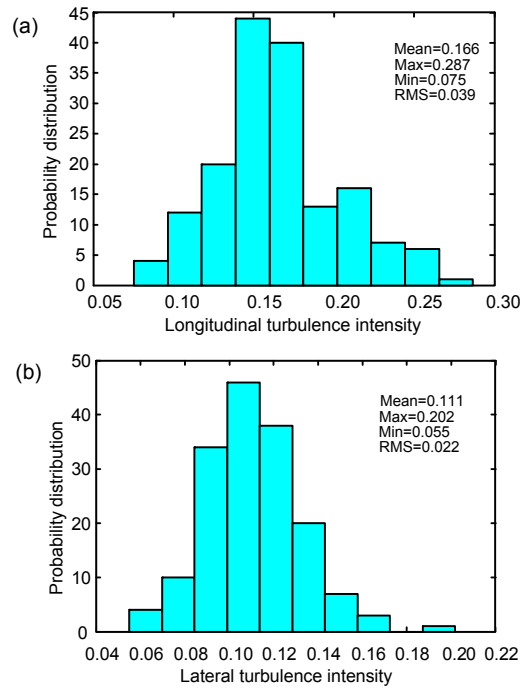 (a)
45
40
35
30
25
20
15
10
5
0
Probability distribution
Mean=0.166
Max=0.287
Min=0.075
RMS=0.039
0.05 0.10 0.15 0.20 0.25 0.30
Longitudinal turbulence intensity
(b)
50
40
30
20
10
0
Probability distribution
Mean=0.111
Max=0.202
Min=0.055
RMS=0.022
0.04 0.06 0.08 0.10 0.12 0.14 0.16 0.18 0.20 0.22
Lateral turbulence intensity